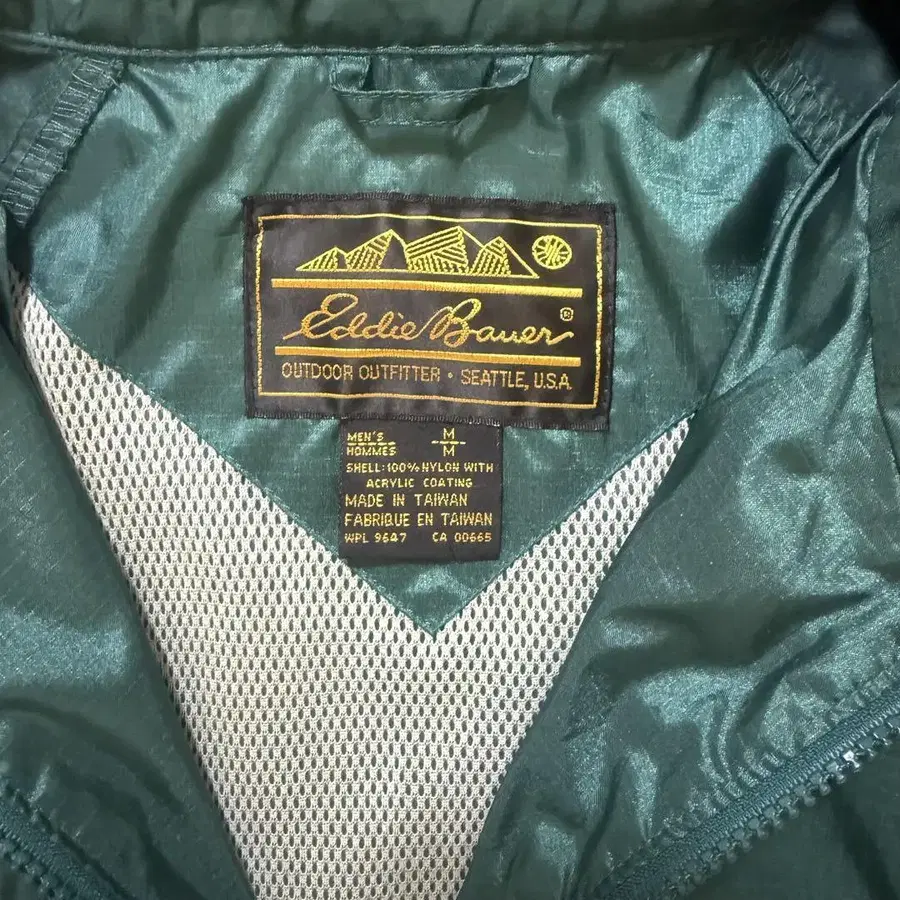 Eddie Bauer®
OUTDOOR OUTFITTER • SEATTLE, U.S.A.
MEN'S M
HOMMES M
SHELL: 100% NYLON WITH
ACRYLIC COATING
MADE IN TAIWAN
FABRIQUE EN TAIWAN
WPL 9647 CA 00665